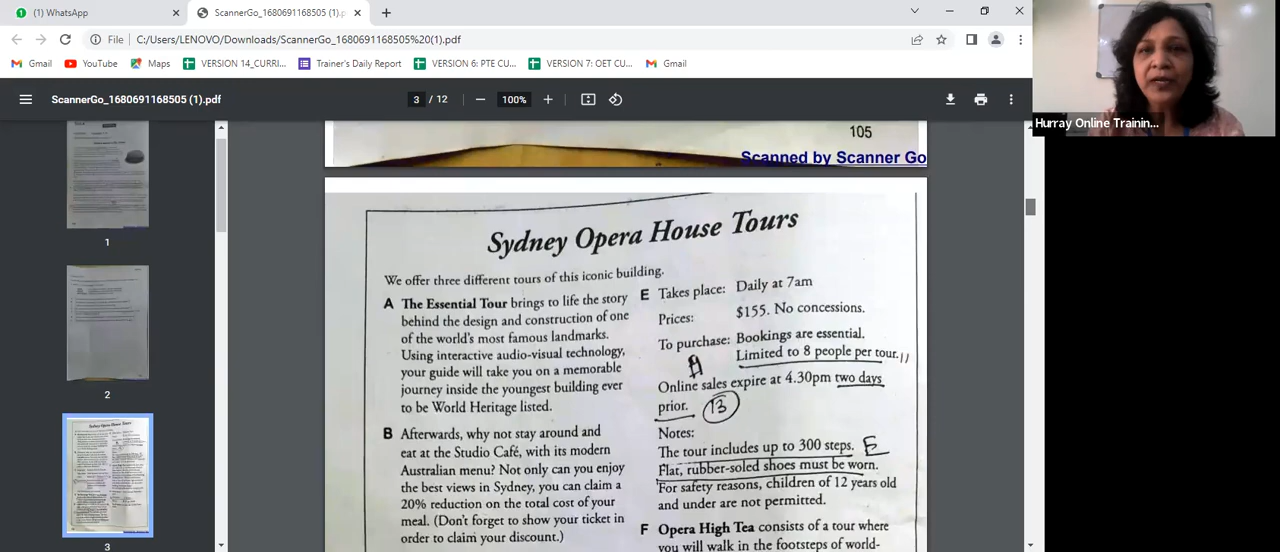 (1) WhatsApp
ScannerGo_1680691168505 (1).p
File
C:/Users/LENOVO/Downloads/ScannerGo_1680691168505%20(1).pdf
Gmail
YouTube
Maps
VERSION 14_CURRI...
Trainer's Daily Report
VERSION 6: PTE CU...
VERSION 7: OET CU...
Gmail
ScannerGo_1680691168505 (1).pdf
3 / 12
100%
Hurray Online Trainin...
1
2
3
105
Scanned by Scanner Go
Sydney Opera House Tours
We offer three different tours of this iconic building.
A The Essential Tour brings to life the story
behind the design and construction of one
of the world's most famous landmarks.
Using interactive audio-visual technology,
your guide will take you on a memorable
journey inside the youngest building ever
to be World Heritage listed.
B Afterwards, why not stay around and
eat at the Studio Café, with its modern
Australian menu? Not only can you enjoy
the best views in Sydney, you can claim a
20% reduction on the total cost of your
meal. (Don't forget to show your ticket in
order to claim your discount.)
E Takes place: Daily at 7am
Prices: $155. No concessions.
To purchase: Bookings are essential.
Limited to 8 people per tour. 11
Online sales expire at 4.30pm two days
prior. 13
Notes:
The tour includes up to 300 steps. E
Flat, rubber-soled shoes must be worn.
For safety reasons, children of 12 years old
and under are not permitted.
F Opera High Tea consists of a tour where
you will walk in the footsteps of world-